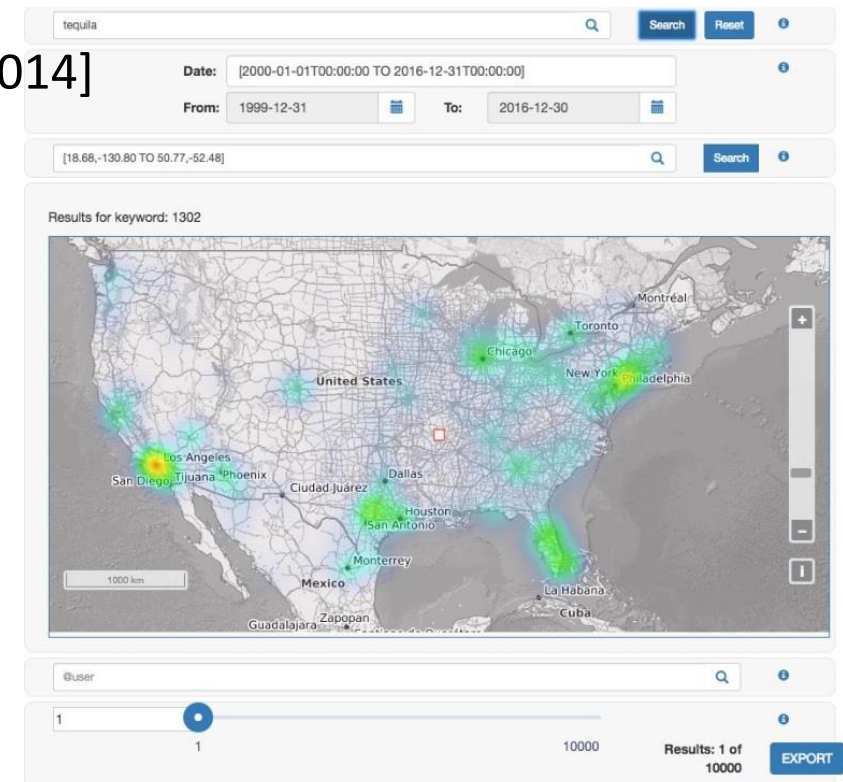 tequila
Search
Reset
014]
Date:
[2000-01-01T00:00:00 TO 2016-12-31T00:00:00]
From:
1999-12-31
To:
2016-12-30
[18.68,-130.80 TO 50.77,-52.48]
Search
Results for keyword: 1302
Montréal
Toronto
Chicago
New York
Philadelphia
United States
Los Angeles
San Diego
Tijuana
Phoenix
Dallas
Ciudad Juárez
Houston
San Antonio
Monterrey
1000 km
Mexico
La Habana
Cuba
Zapopan
Guadalajara
+
−
i
@user
1
1
10000
Results: 1 of
10000
EXPORT